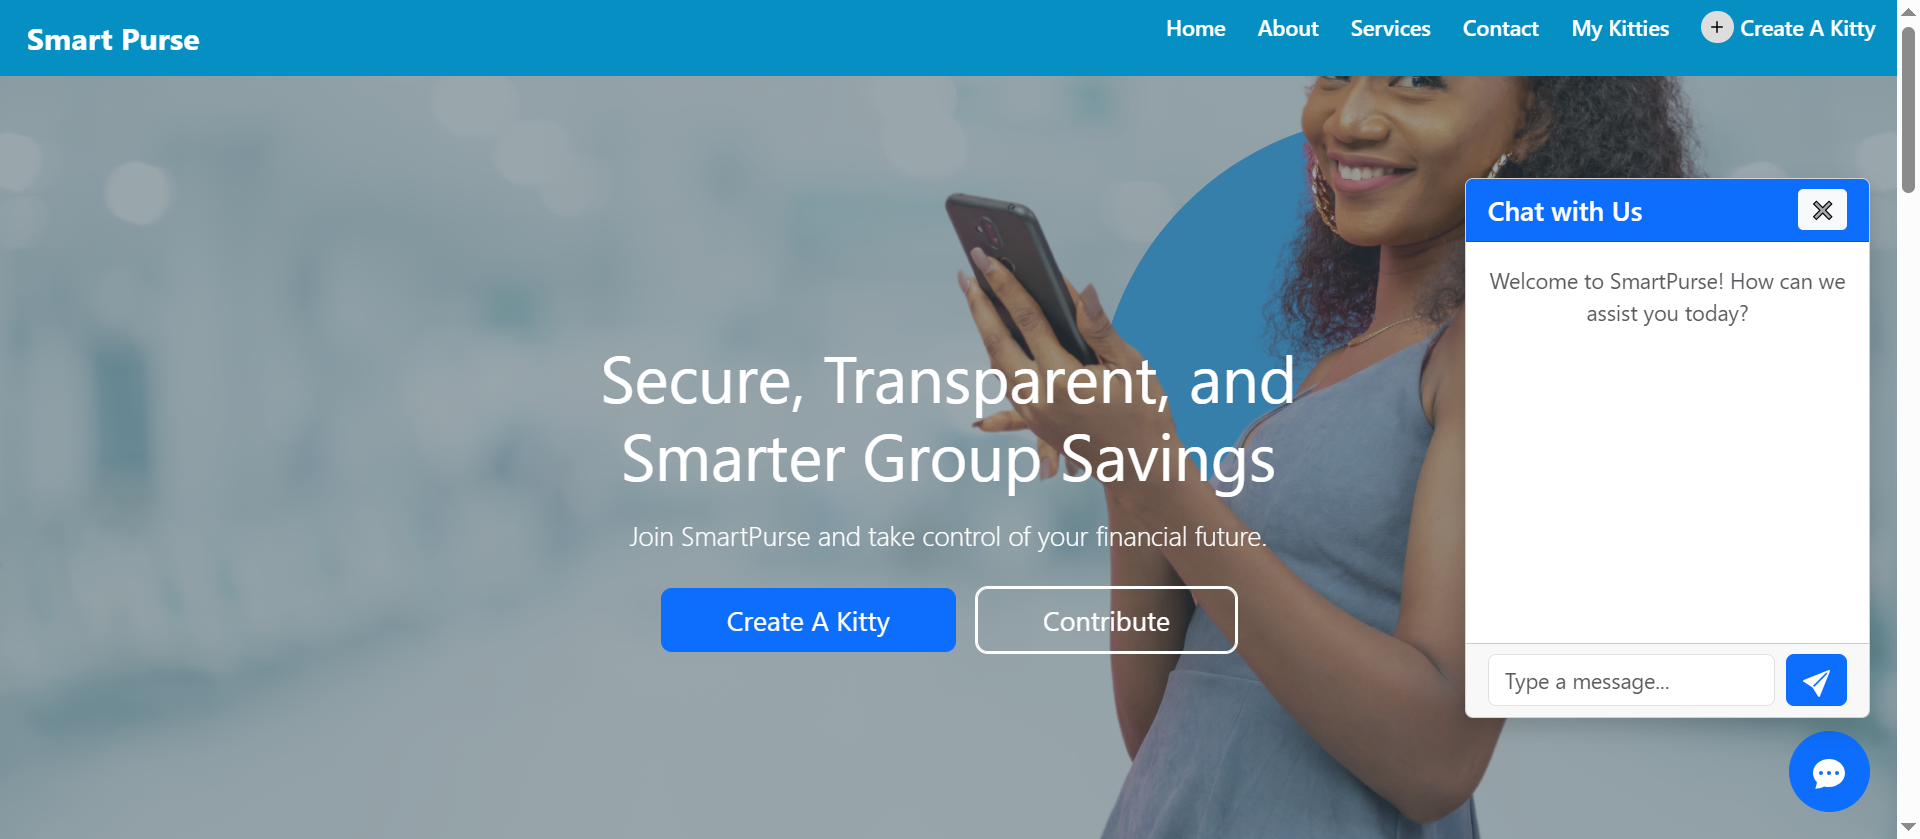 Smart Purse
Home About Services Contact My Kitties + Create A Kitty
Secure, Transparent, and
Smarter Group Savings
Join SmartPurse and take control of your financial future.
Create A Kitty Contribute
Chat with Us
Welcome to SmartPurse! How can we
assist you today?
Type a message...